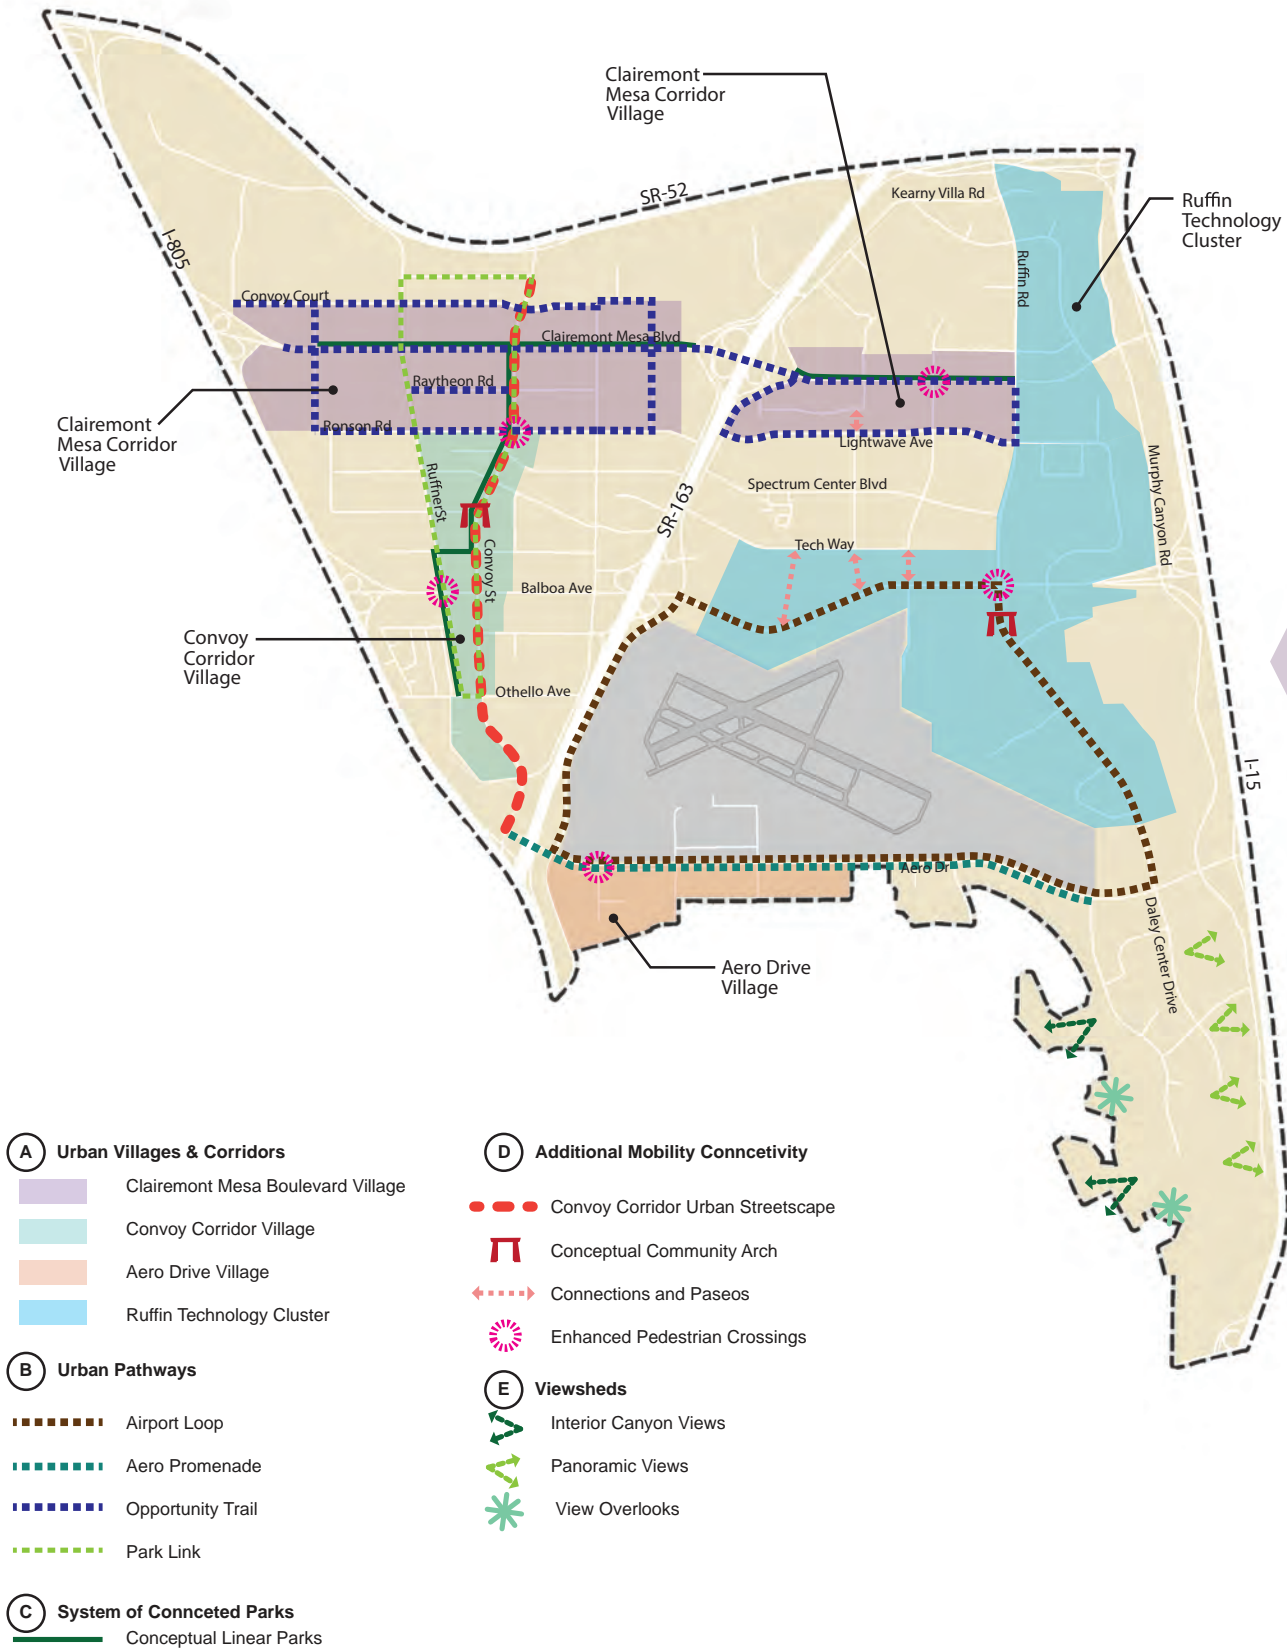 Clairemont
Mesa Corridor
Village
SR-52
Kearny Villa Rd
Ruffin
Technology
Cluster
I-805
Ruffin Rd
Convoy Court
Clairemont Mesa Blvd
Raytheon Rd
Clairemont
Mesa Corridor
Village
Ronson Rd
Lightwave Ave
Ruffner St
Spectrum Center Blvd
SR-163
Murphy Canyon Rd
Tech Way
Convoy St
Balboa Ave
Convoy
Corridor
Village
Othello Ave
I-15
Aero Dr
Daley Center Drive
Aero Drive
Village
A Urban Villages & Corridors
Clairemont Mesa Boulevard Village
Convoy Corridor Village
Aero Drive Village
Ruffin Technology Cluster
B Urban Pathways
Airport Loop
Aero Promenade
Opportunity Trail
Park Link
C System of Connceted Parks
Conceptual Linear Parks
D Additional Mobility Conncetivity
Convoy Corridor Urban Streetscape
Conceptual Community Arch
Connections and Paseos
Enhanced Pedestrian Crossings
E Viewsheds
Interior Canyon Views
Panoramic Views
View Overlooks